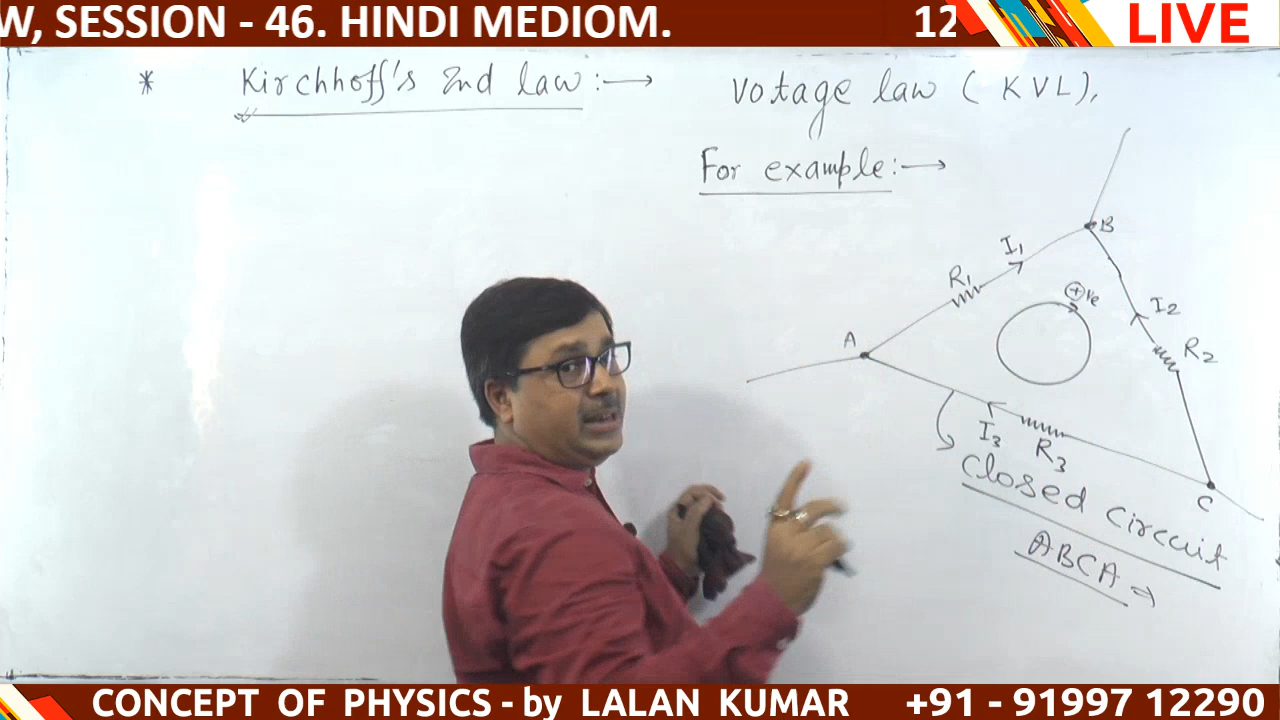 W, SESSION - 46. HINDI MEDIOM.
12
LIVE
* Kirchhoff's 2nd law :→ Votage law ( KVL ),
For example :→
B
I1
R1
+ve
I2
A
R2
I3
R3
C
Closed circuit
ABCA ⇒
CONCEPT OF PHYSICS - by LALAN KUMAR
+91 - 91997 12290